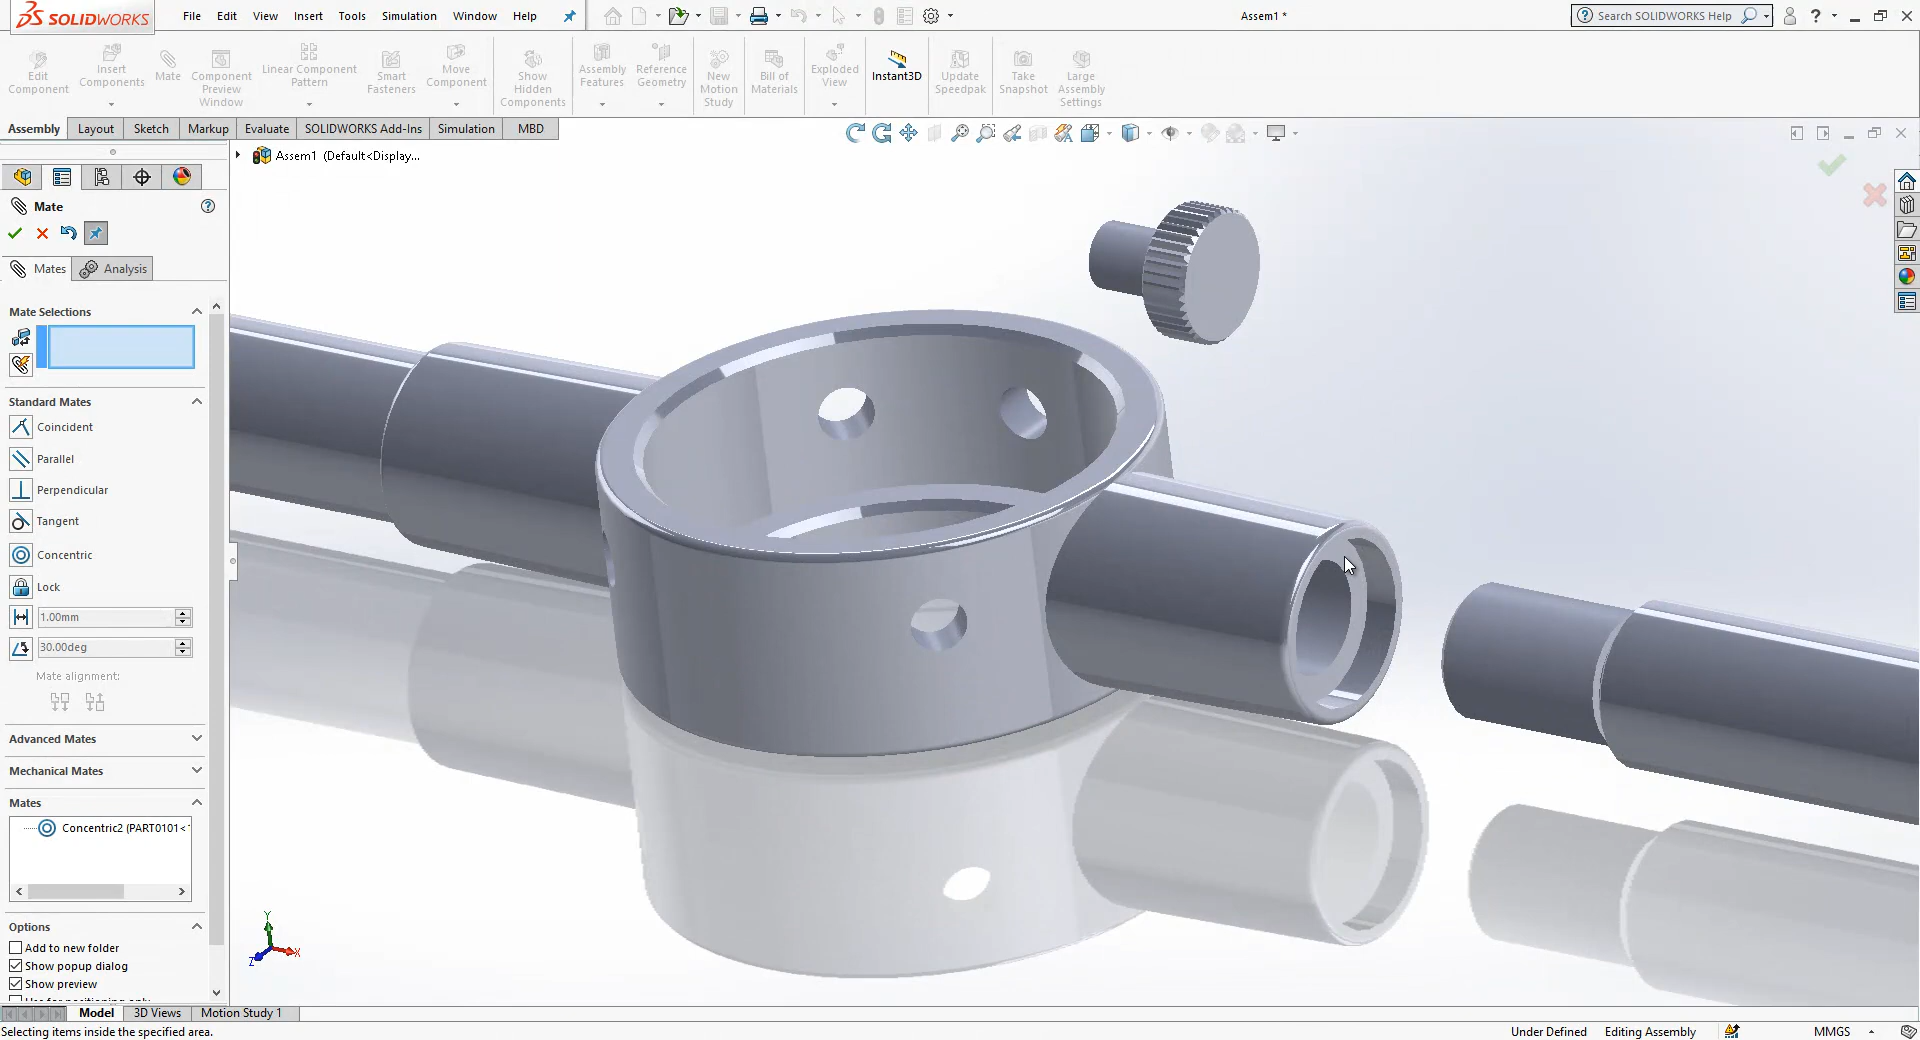 SOLIDWORKS File Edit View Insert Tools Simulation Window Help Assem1 * Search SOLIDWORKS Help
Edit Component Insert Components Mate Component Preview Window Linear Component Pattern Smart Fasteners Move Component Show Hidden Components Assembly Features Reference Geometry New Motion Study Bill of Materials Exploded View Instant3D Update Speedpak Take Snapshot Large Assembly Settings
Assembly Layout Sketch Markup Evaluate SOLIDWORKS Add-Ins Simulation MBD
Assem1 (Default<Display...
Mate
Mates Analysis
Mate Selections
Standard Mates
Coincident
Parallel
Perpendicular
Tangent
Concentric
Lock
1.00mm
30.00deg
Mate alignment:
Advanced Mates
Mechanical Mates
Mates
Concentric2 (PART0101<
Options
Add to new folder
Show popup dialog
Show preview
Y
X
Z
Model 3D Views Motion Study 1
Selecting items inside the specified area. Under Defined Editing Assembly MMGS